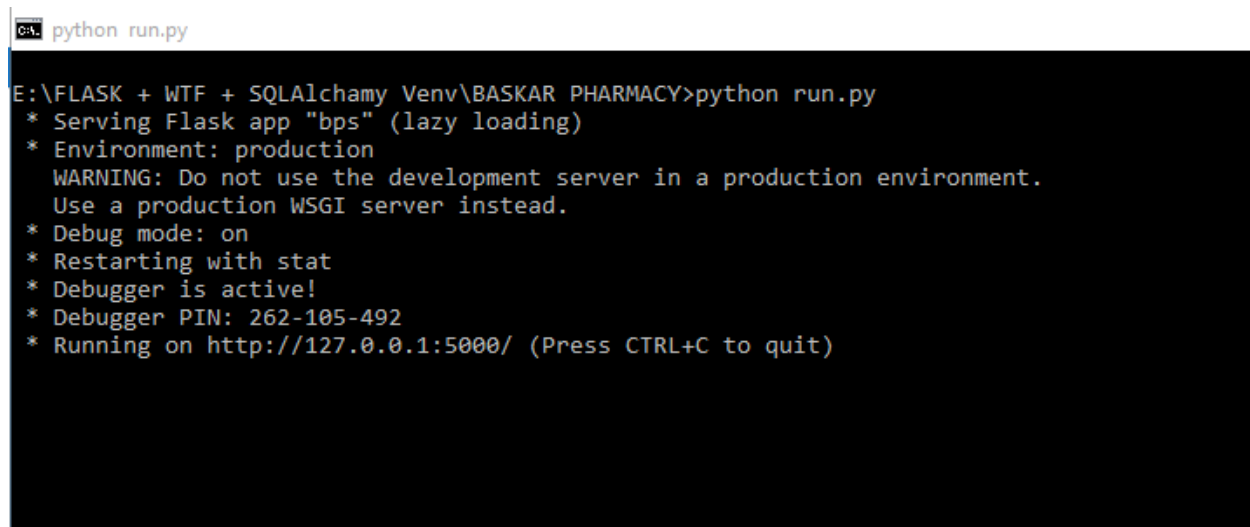 python run.py
E:\FLASK + WTF + SQLAlchamy Venv\BASKAR PHARMACY>python run.py
* Serving Flask app "bps" (lazy loading)
* Environment: production
WARNING: Do not use the development server in a production environment.
Use a production WSGI server instead.
* Debug mode: on
* Restarting with stat
* Debugger is active!
* Debugger PIN: 262-105-492
* Running on http://127.0.0.1:5000/ (Press CTRL+C to quit)